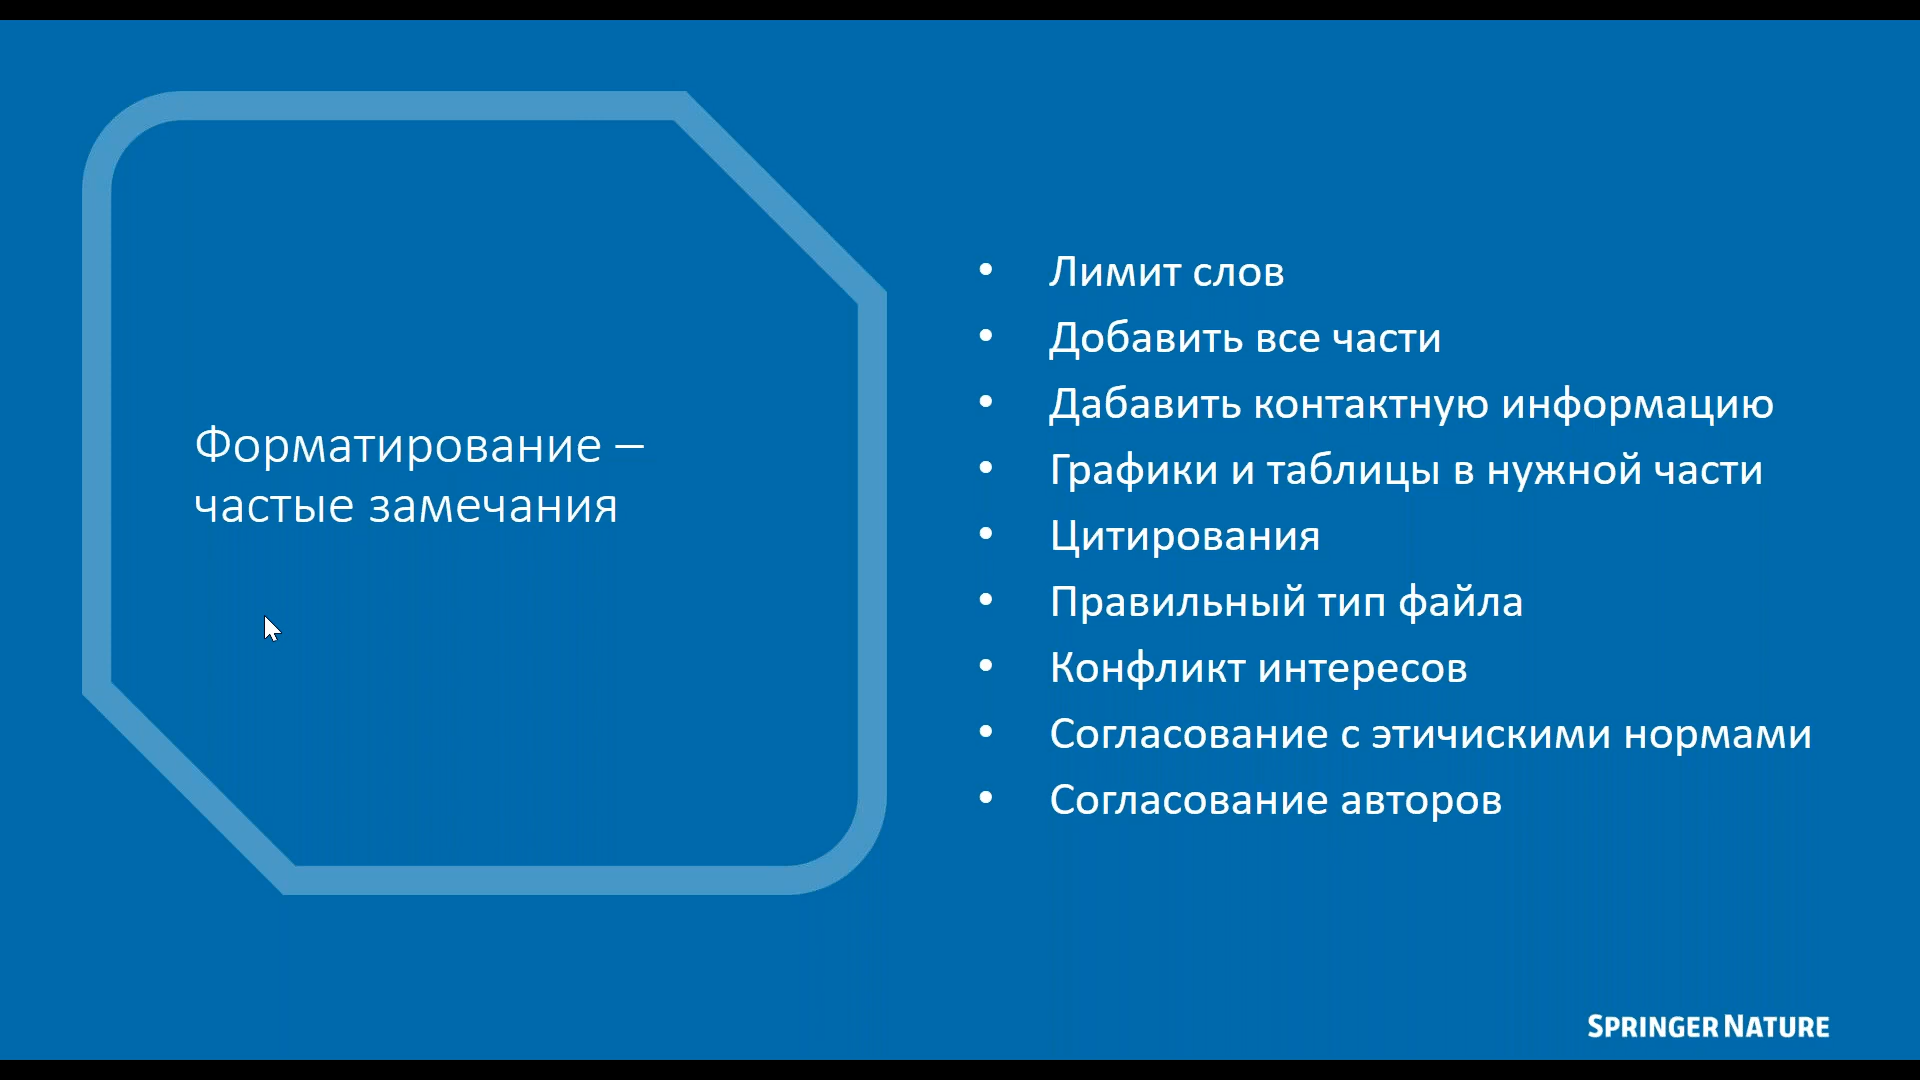 Форматирование –
частые замечания
• Лимит слов
• Добавить все части
• Дабавить контактную информацию
• Графики и таблицы в нужной части
• Цитирования
• Правильный тип файла
• Конфликт интересов
• Согласование с этичискими нормами
• Согласование авторов
SPRINGER NATURE